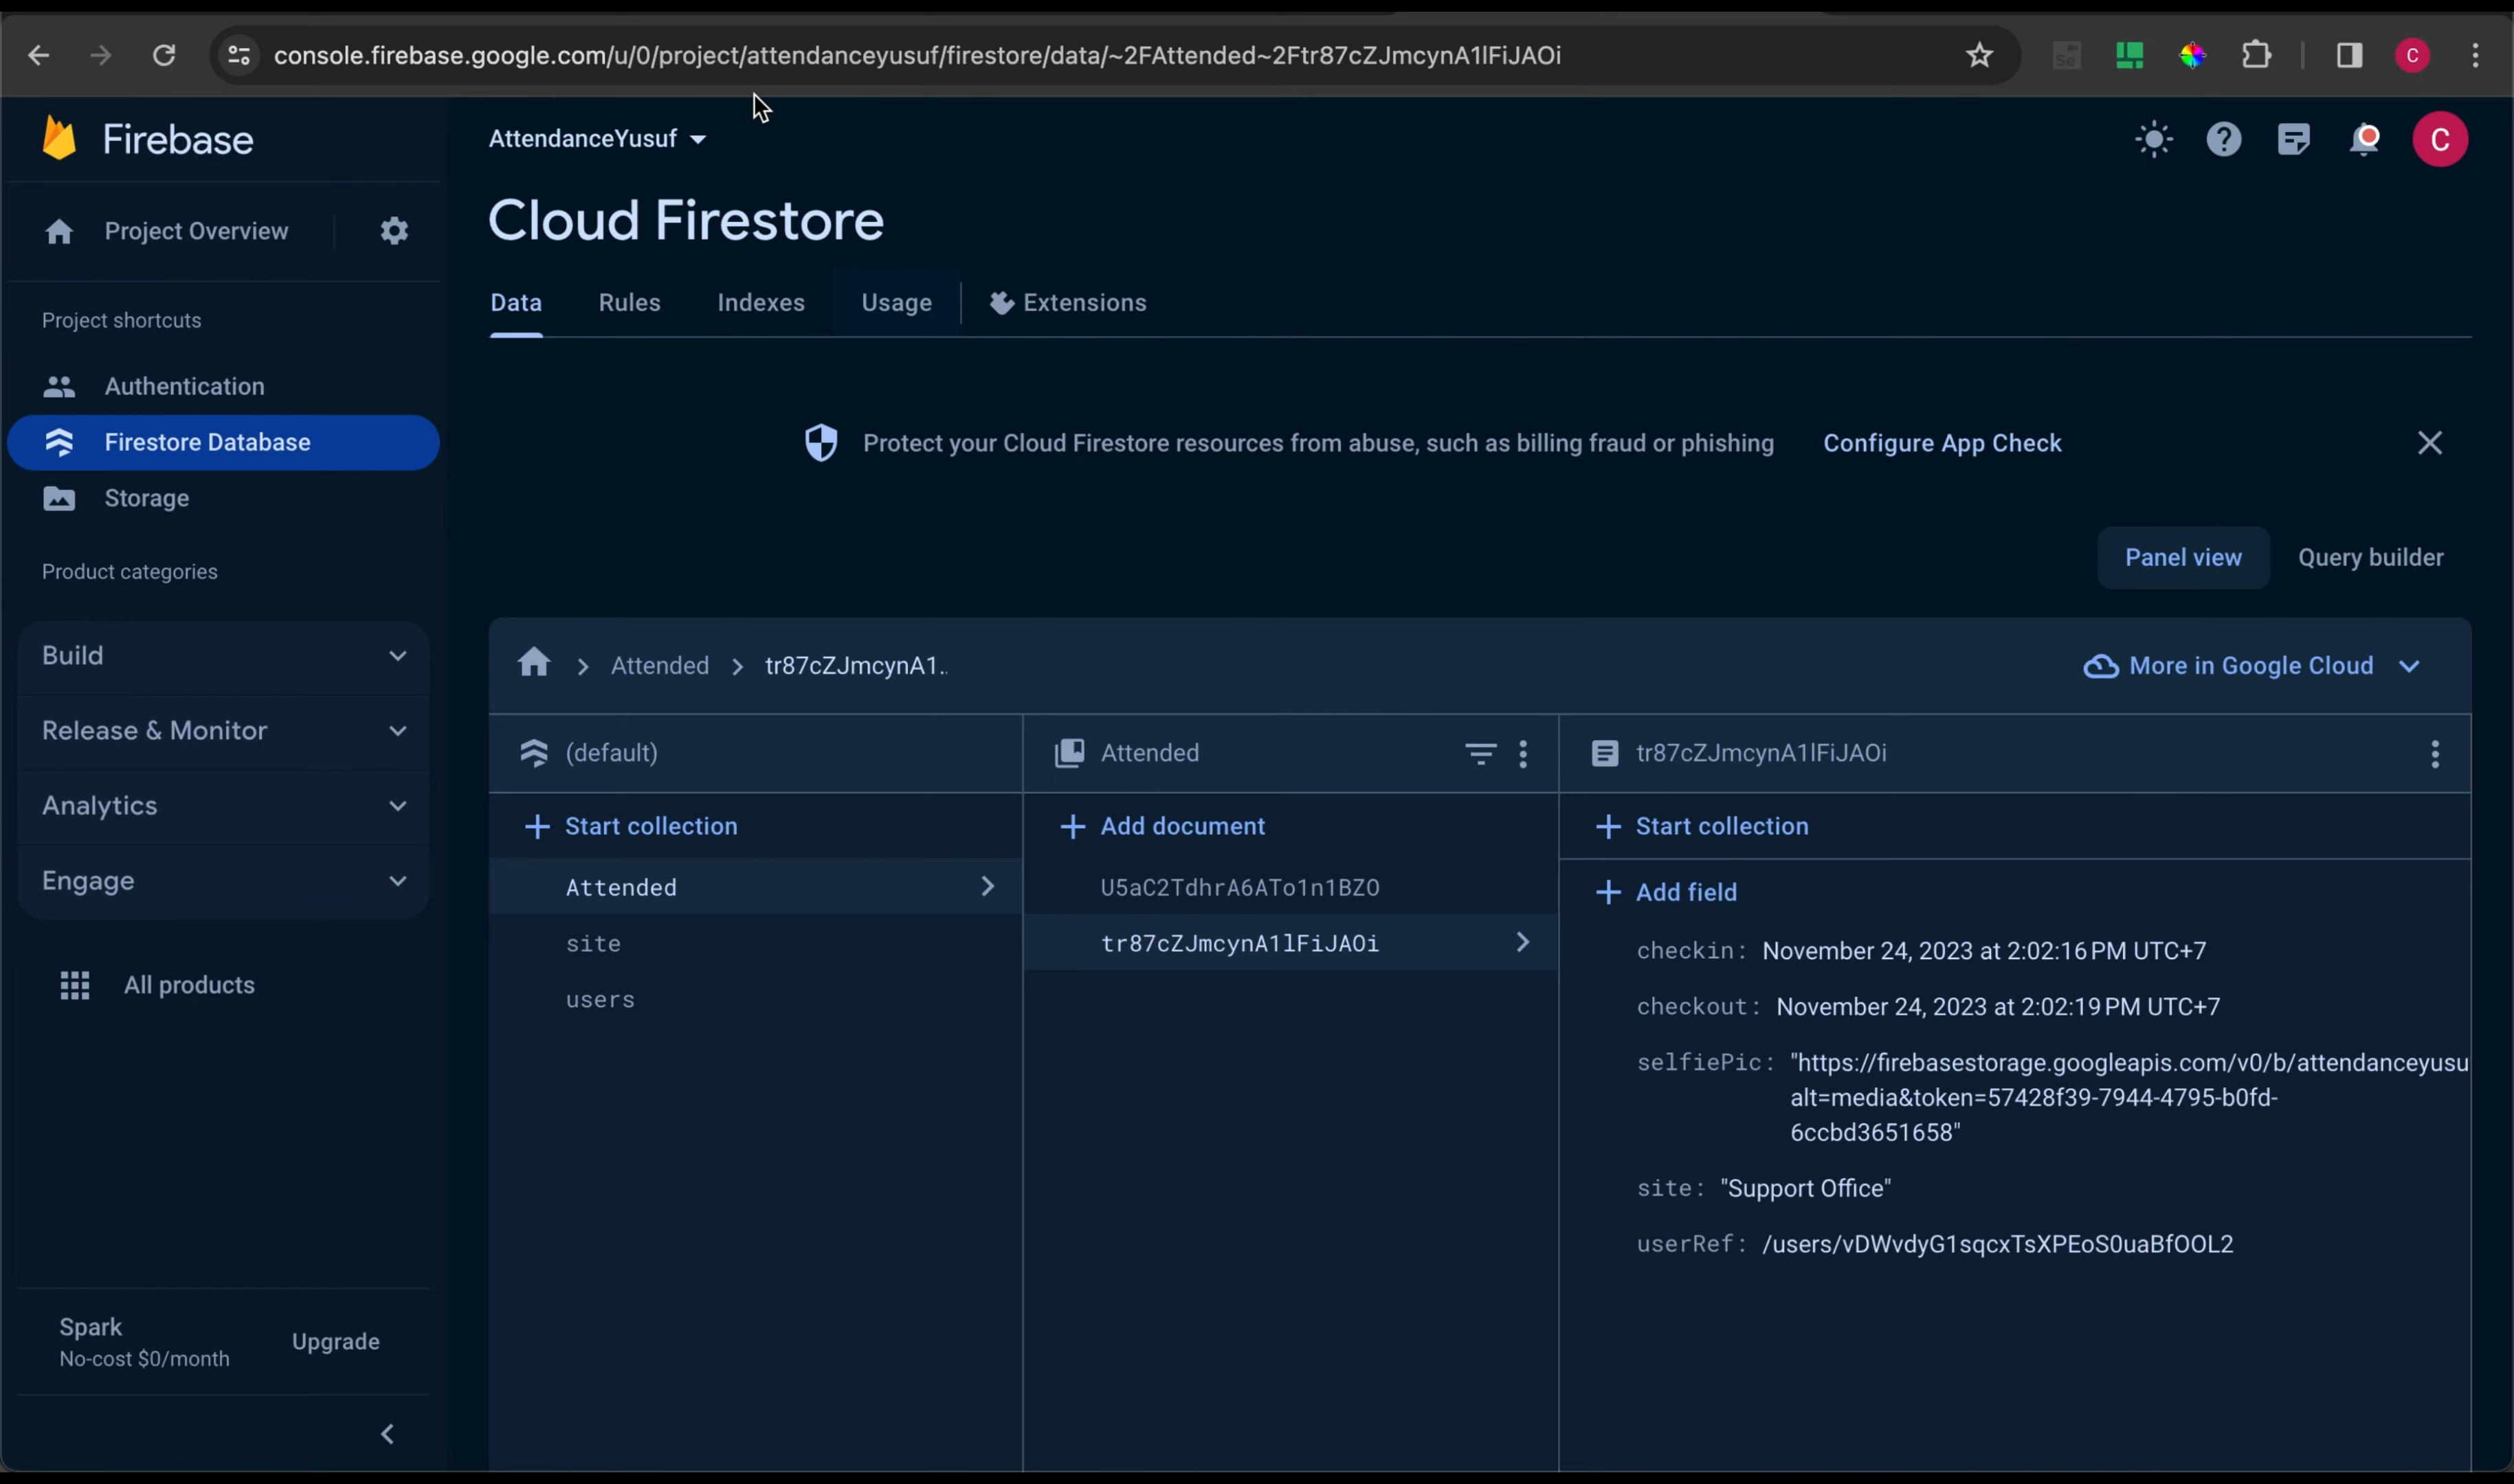 console.firebase.google.com/u/0/project/attendanceyusuf/firestore/data/~2FAttended~2Ftr87cZJmcynA1lFiJAOi
Se
C
Firebase
AttendanceYusuf
C
Project Overview
Cloud Firestore
Data
Rules
Indexes
Usage
Extensions
Project shortcuts
Authentication
Firestore Database
Storage
Protect your Cloud Firestore resources from abuse, such as billing fraud or phishing
Configure App Check
Panel view
Query builder
Product categories
Build
Release & Monitor
Analytics
Engage
All products
Attended
tr87cZJmcynA1..
More in Google Cloud
(default)
Start collection
Attended
site
users
Attended
Add document
U5aC2TdhrA6ATo1n1BZO
tr87cZJmcynA1lFiJAOi
tr87cZJmcynA1lFiJAOi
Start collection
Add field
checkin: November 24, 2023 at 2:02:16 PM UTC+7
checkout: November 24, 2023 at 2:02:19 PM UTC+7
selfiePic: "https://firebasestorage.googleapis.com/v0/b/attendanceyusu
alt=media&token=57428f39-7944-4795-b0fd-
6ccbd3651658"
site: "Support Office"
userRef: /users/vDWvdyG1sqcxTsXPEoS0uaBfOOL2
Spark
No-cost $0/month
Upgrade